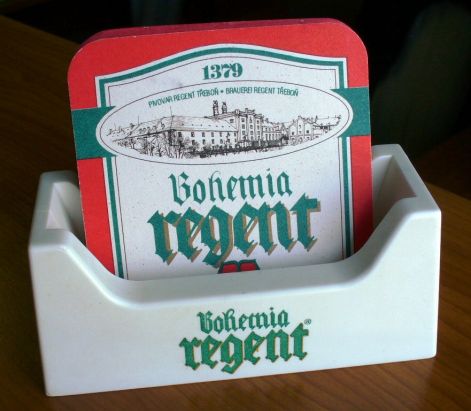 1379
PIVOVAR REGENT TŘEBOŇ • BRAUEREI REGENT TŘEBOŇ
Bohemia
regent
Bohemia
regent®